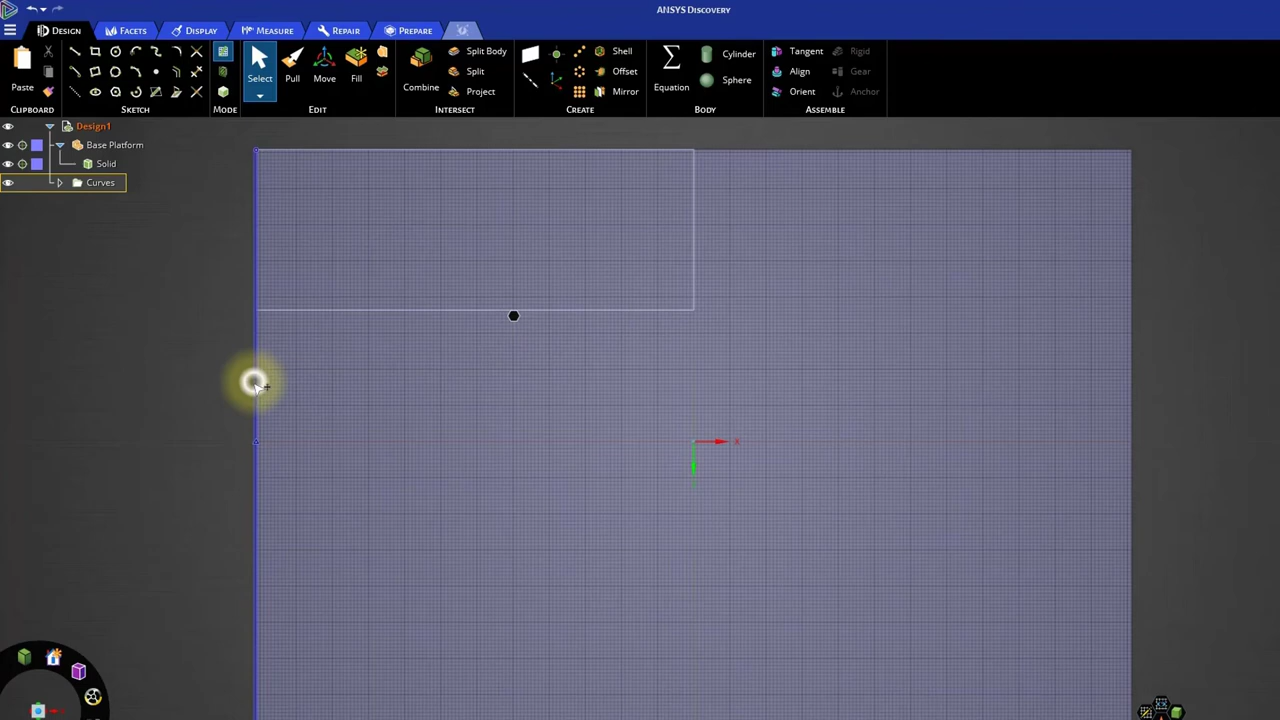 ANSYS DISCOVERY
DESIGN FACETS DISPLAY MEASURE REPAIR PREPARE
Paste Select Pull Move Fill Combine Split Body Split Project Shell Offset Mirror Equation Cylinder Sphere Tangent Align Orient Rigid Gear Anchor
CLIPBOARD SKETCH MODE EDIT INTERSECT CREATE BODY ASSEMBLE
Design1
Base Platform
Solid
Curves
X